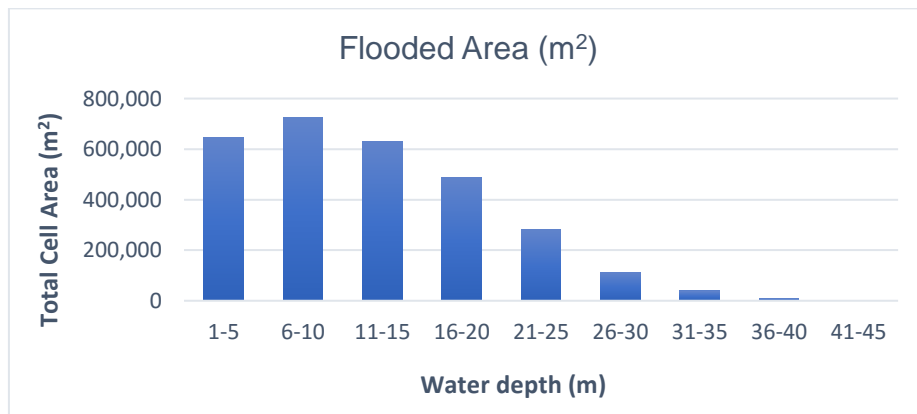 Flooded Area (m²)
Total Cell Area (m²)
800,000
600,000
400,000
200,000
0
1-5 6-10 11-15 16-20 21-25 26-30 31-35 36-40 41-45
Water depth (m)